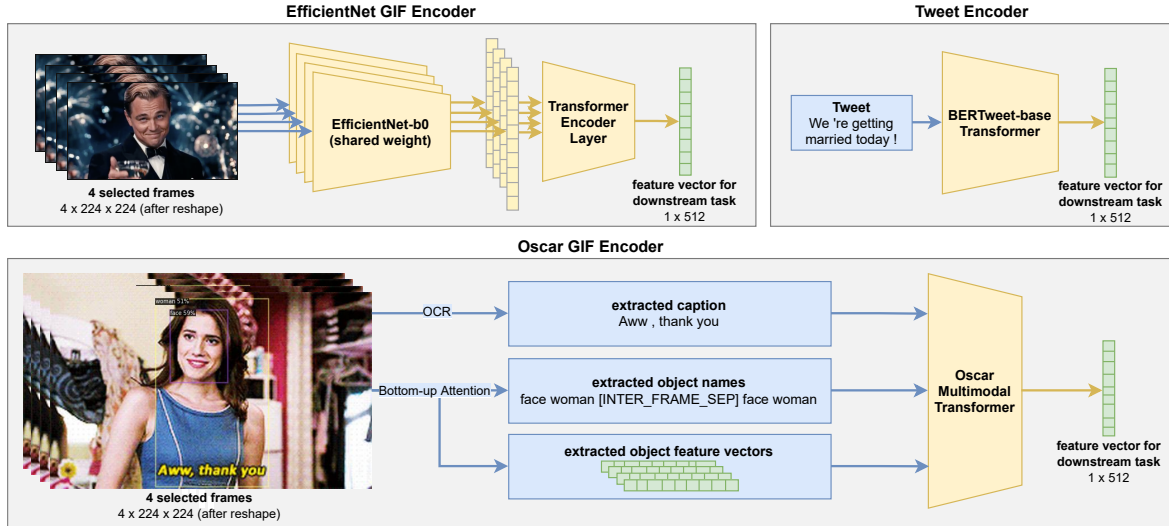 EfficientNet GIF Encoder
4 selected frames
4 x 224 x 224 (after reshape)
EfficientNet-b0
(shared weight)
Transformer
Encoder
Layer
feature vector for
downstream task
1 x 512
Tweet Encoder
Tweet
We 're getting
married today !
BERTweet-base
Transformer
feature vector for
downstream task
1 x 512
Oscar GIF Encoder
woman 51%
face 59%
Aww, thank you
4 selected frames
4 x 224 x 224 (after reshape)
OCR
Bottom-up Attention
extracted caption
Aww , thank you
extracted object names
face woman [INTER_FRAME_SEP] face woman
extracted object feature vectors
Oscar
Multimodal
Transformer
feature vector for
downstream task
1 x 512